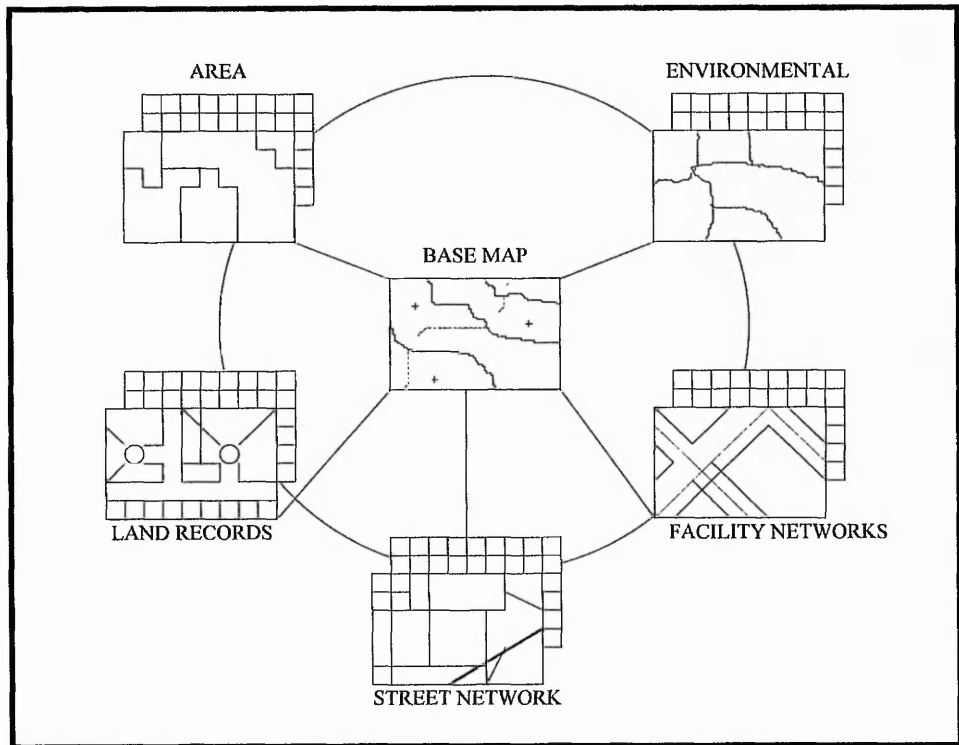 AREA
ENVIRONMENTAL
BASE MAP
LAND RECORDS
FACILITY NETWORKS
STREET NETWORK